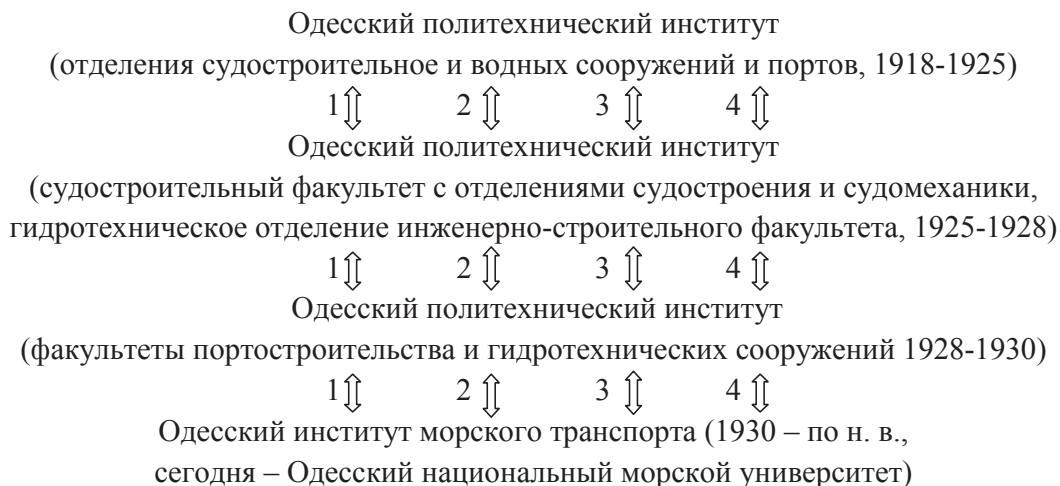 Одесский политехнический институт
(отделения судостроительное и водных сооружений и портов, 1918-1925)
1⇕ 2⇕ 3⇕ 4⇕
Одесский политехнический институт
(судостроительный факультет с отделениями судостроения и судомеханики,
гидротехническое отделение инженерно-строительного факультета, 1925-1928)
1⇕ 2⇕ 3⇕ 4⇕
Одесский политехнический институт
(факультеты портостроительства и гидротехнических сооружений 1928-1930)
1⇕ 2⇕ 3⇕ 4⇕
Одесский институт морского транспорта (1930 – по н. в.,
сегодня – Одесский национальный морской университет)